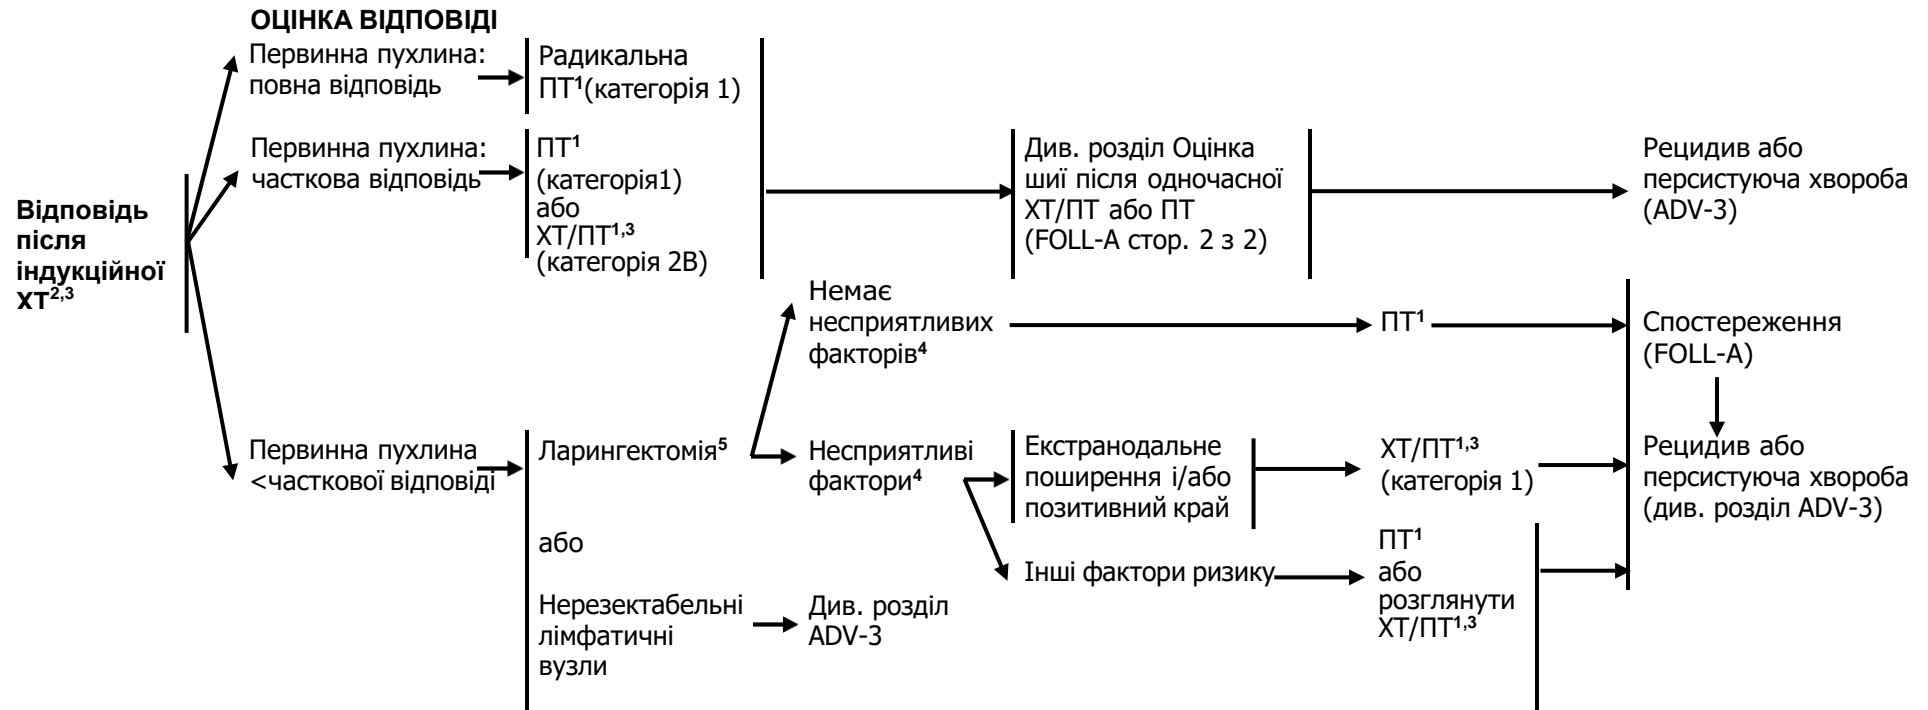 ОЦІНКА ВІДПОВІДІ
Відповідь
після
індукційної
ХТ2,3
Первинна пухлина:
повна відповідь
Радикальна
ПТ1(категорія 1)
Первинна пухлина:
часткова відповідь
ПТ1
(категорія1)
або
ХТ/ПТ1,3
(категорія 2В)
Див. розділ Оцінка
шиї після одночасної
ХТ/ПТ або ПТ
(FOLL-A стор. 2 з 2)
Рецидив або
персистуюча хвороба
(ADV-3)
Первинна пухлина
<часткової відповіді
Ларингектомія5
або
Нерезектабельні
лімфатичні
вузли
Див. розділ
ADV-3
Немає
несприятливих
факторів4
ПТ1
Спостереження
(FOLL-A)
Несприятливі
фактори4
Екстранодальне
поширення і/або
позитивний край
ХТ/ПТ1,3
(категорія 1)
Рецидив або
персистуюча хвороба
(див. розділ ADV-3)
Інші фактори ризику
ПТ1
або
розглянути
ХТ/ПТ1,3